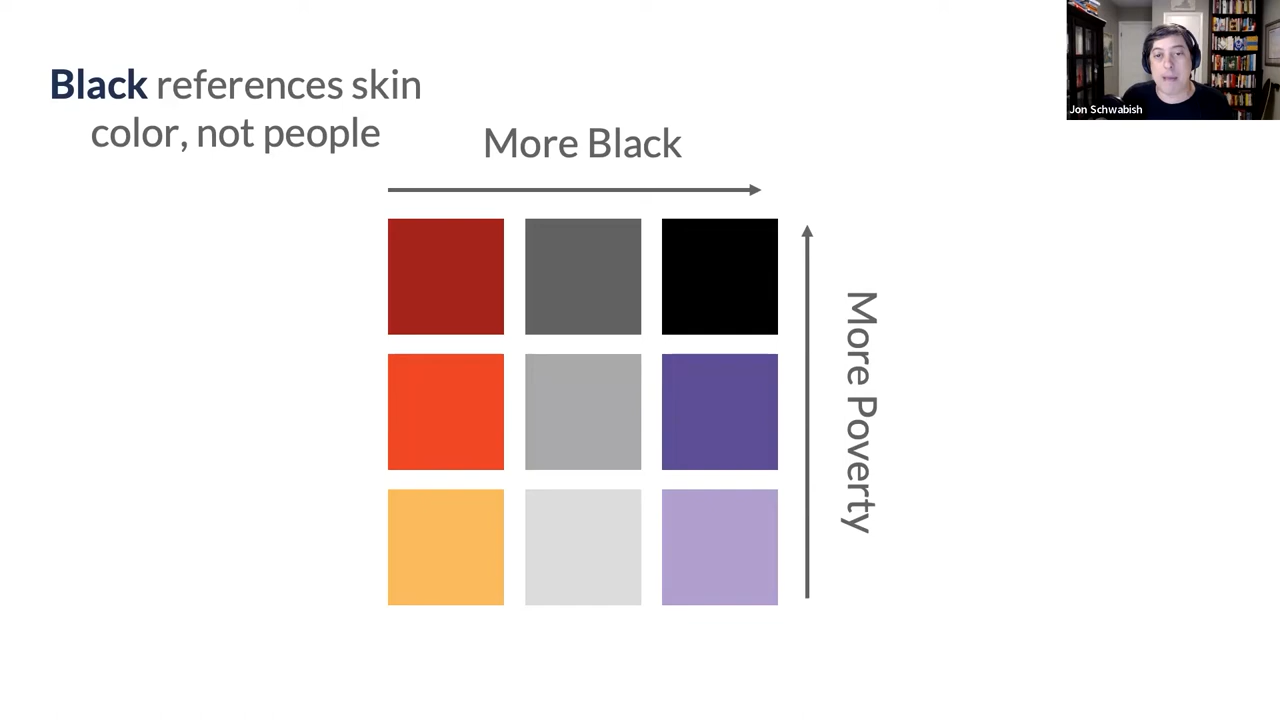 Black references skin
color, not people
More Black
More Poverty
Jon Schwabish